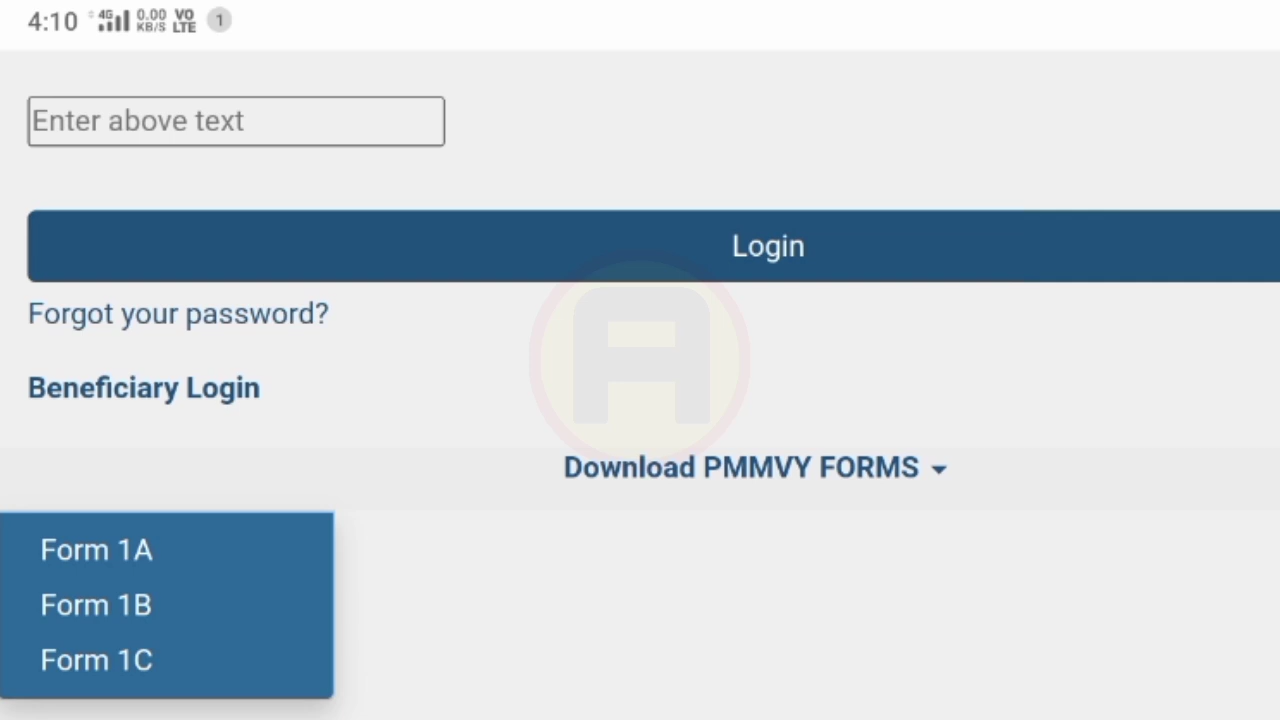 4:10 4G 0.00 KB/S VO LTE 1
Enter above text
Login
Forgot your password?
Beneficiary Login
Download PMMVY FORMS
Form 1A
Form 1B
Form 1C
A